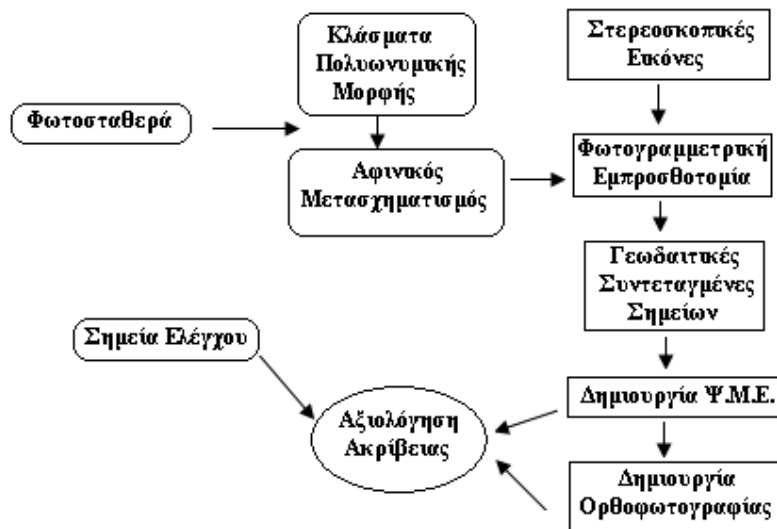 Κλάσματα
Πολυωνυμικής
Μορφής
Στερεοσκοπικές
Εικόνες
Φωτοσταθερά
Αφινικός
Μετασχηματισμός
Φωτογραμμετρική
Εμπροσθοτομία
Γεωδαιτικές
Συντεταγμένες
Σημείων
Σημεία Ελέγχου
Αξιολόγηση
Ακρίβειας
Δημιουργία Ψ.Μ.Ε.
Δημιουργία
Ορθοφωτογραφίας